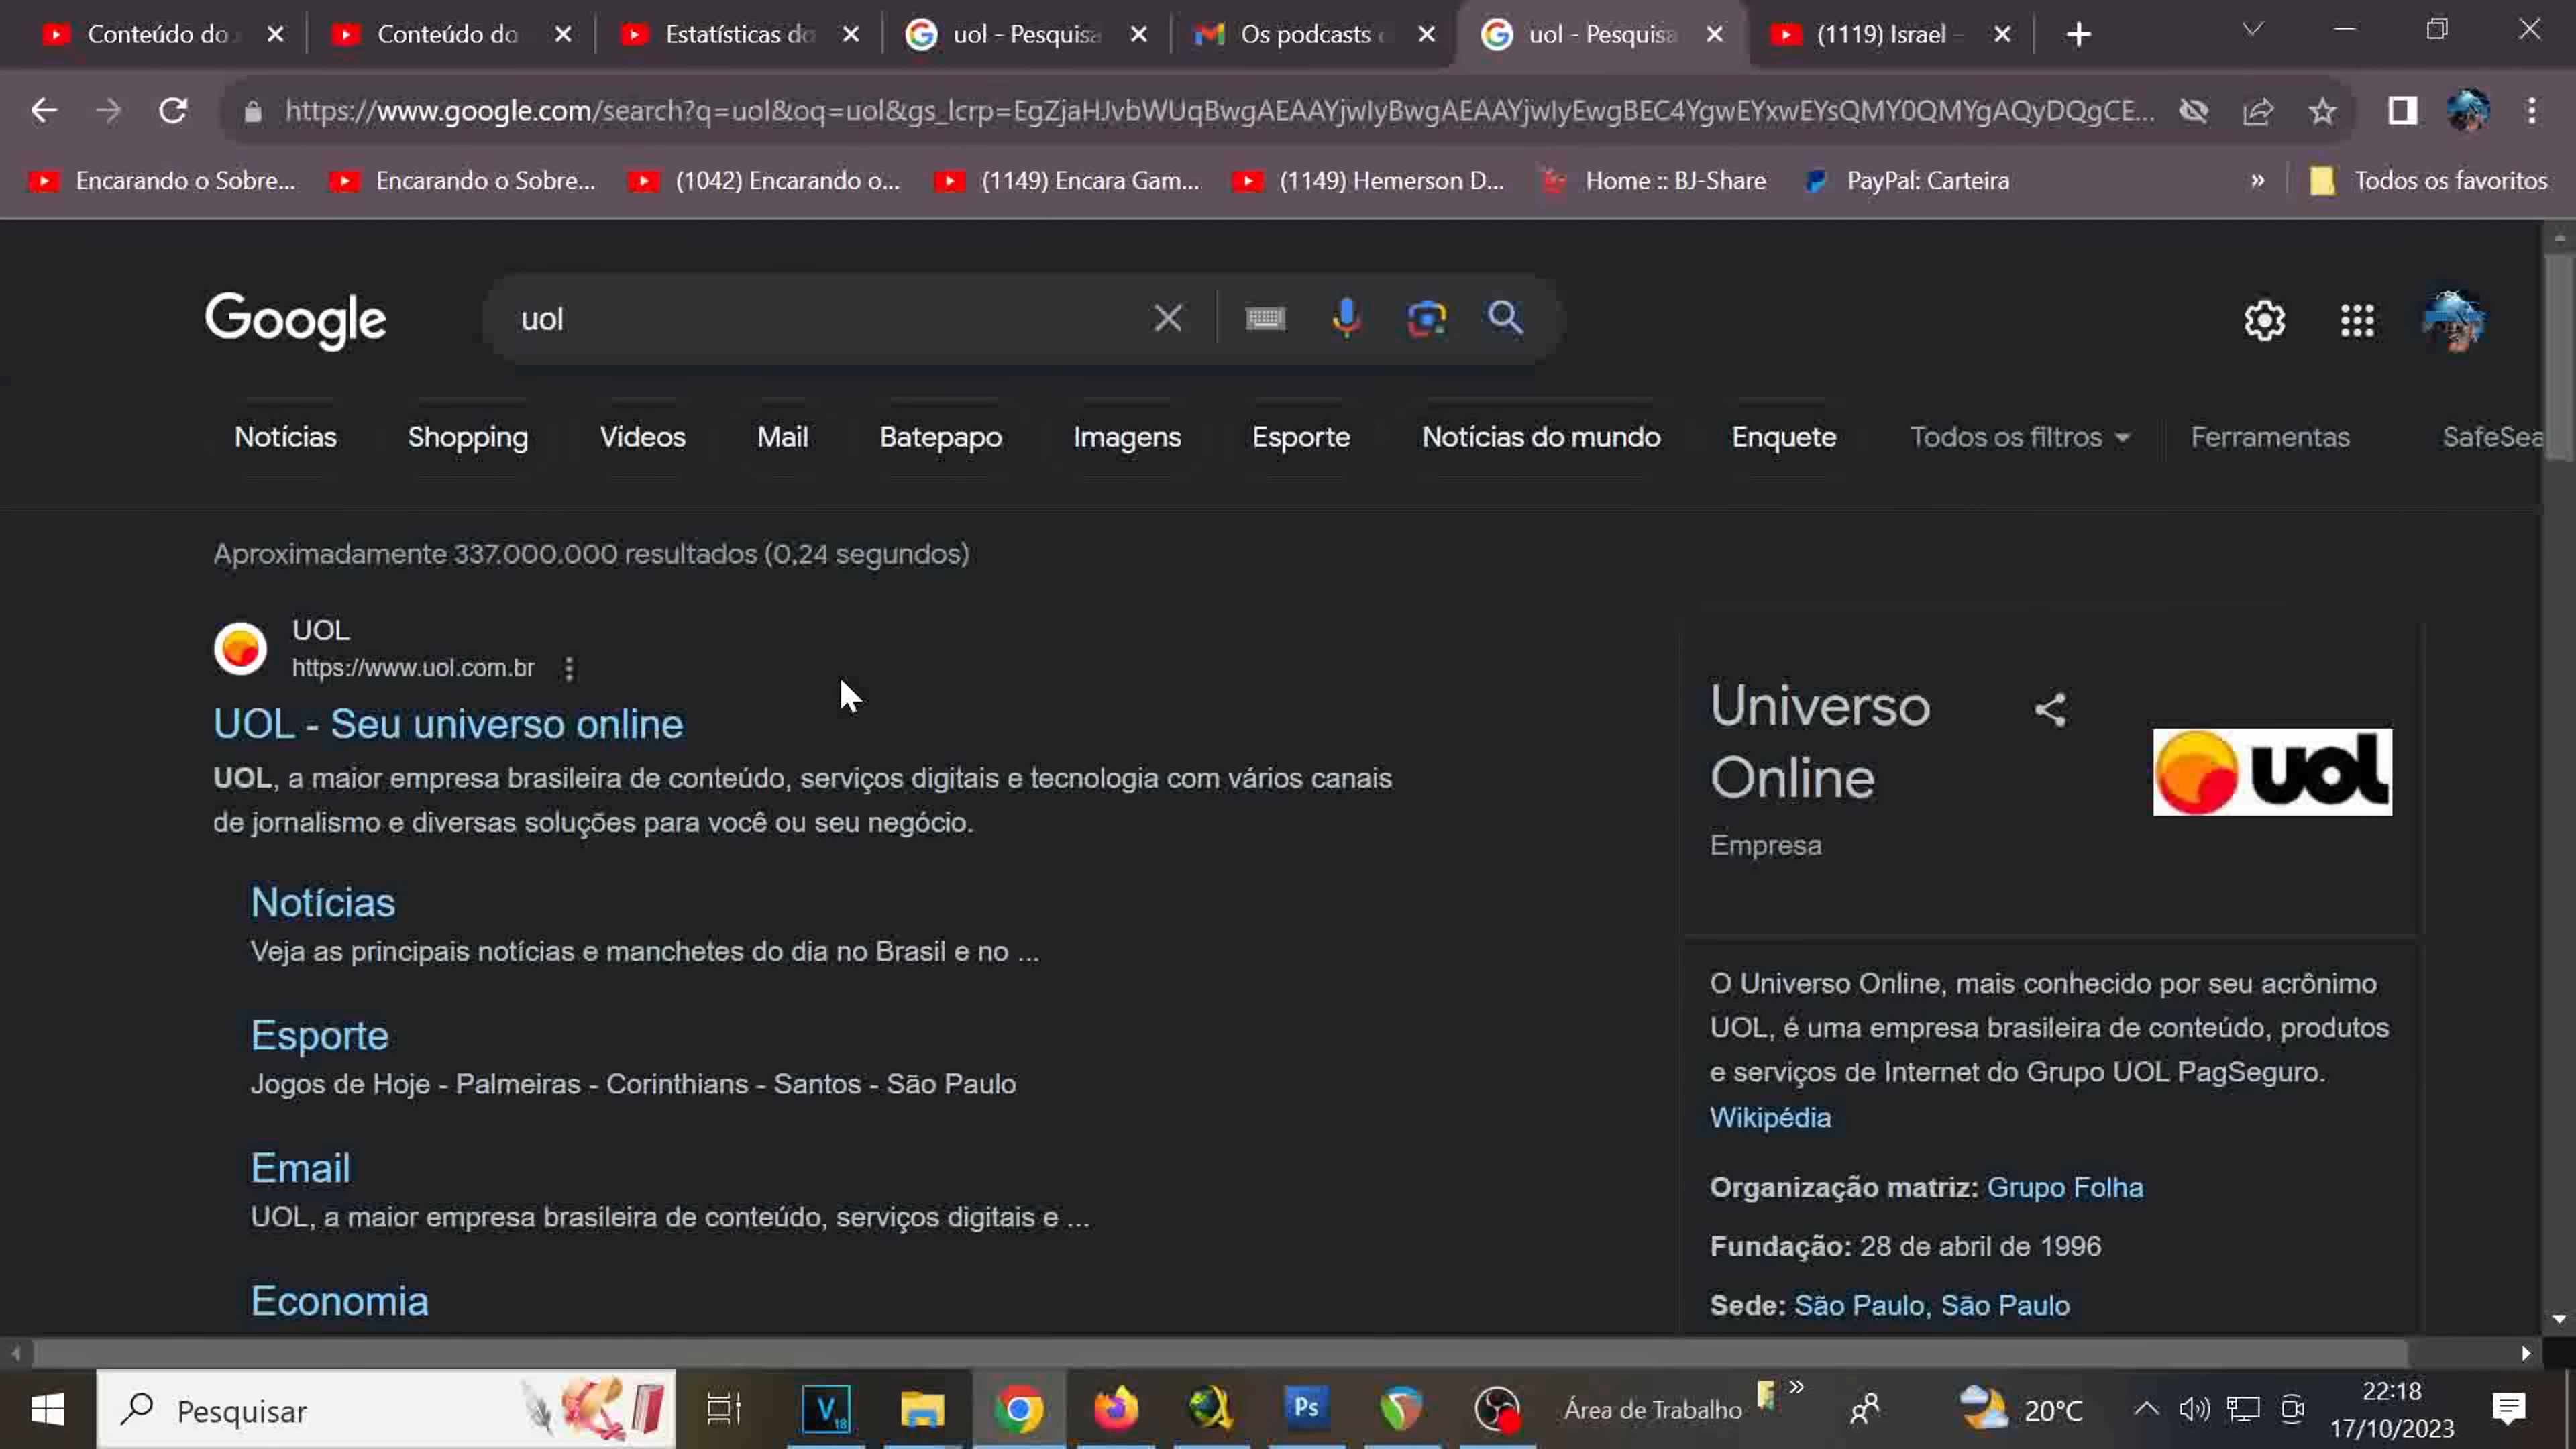 Conteúdo do
Conteúdo do
Estatísticas do
uol - Pesquisa
Os podcasts
uol - Pesquisa
(1119) Israel -
https://www.google.com/search?q=uol&oq=uol&gs_lcrp=EgZjaHJvbWUqBwgAEAAYjwIyBwgAEAAYjwIyEwgBEC4YgwEYxwEYsQMY0QMYgAQyDQgCE...
Encarando o Sobre...
Encarando o Sobre...
(1042) Encarando o...
(1149) Encara Gam...
(1149) Hemerson D...
Home :: BJ-Share
PayPal: Carteira
»
Todos os favoritos
Google
uol
Notícias
Shopping
Videos
Mail
Batepapo
Imagens
Esporte
Notícias do mundo
Enquete
Todos os filtros
Ferramentas
SafeSea
Aproximadamente 337.000.000 resultados (0,24 segundos)
UOL
https://www.uol.com.br
UOL - Seu universo online
UOL, a maior empresa brasileira de conteúdo, serviços digitais e tecnologia com vários canais
de jornalismo e diversas soluções para você ou seu negócio.
Notícias
Veja as principais notícias e manchetes do dia no Brasil e no ...
Esporte
Jogos de Hoje - Palmeiras - Corinthians - Santos - São Paulo
Email
UOL, a maior empresa brasileira de conteúdo, serviços digitais e ...
Economia
Universo
Online
Empresa
uol
O Universo Online, mais conhecido por seu acrônimo
UOL, é uma empresa brasileira de conteúdo, produtos
e serviços de Internet do Grupo UOL PagSeguro.
Wikipédia
Organização matriz: Grupo Folha
Fundação: 28 de abril de 1996
Sede: São Paulo, São Paulo
Pesquisar
V
18
Ps
Área de Trabalho
»
20°C
22:18
17/10/2023